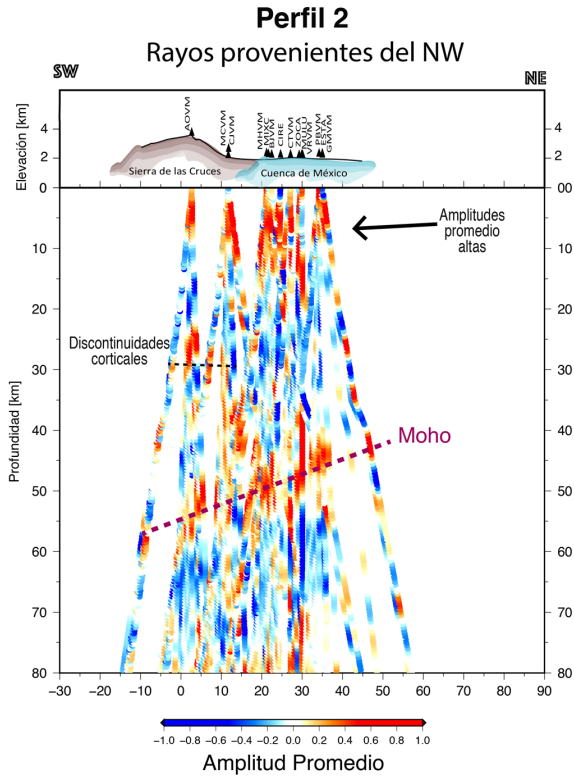 Perfil 2
Rayos provenientes del NW
SW
NE
AOVM
MCVM
CJVM
MHVM
MIXC
BJVM
CIRE
CTVM
ZOCA
MULU
VRVM
PBVM
ESTA
GMVM
Elevación [km]
4
2
4
2
Sierra de las Cruces
Cuenca de México
00
00
Amplitudes
promedio
altas
10
10
20
20
Discontinuidades
corticales
30
30
Profundidad [km]
40
40
Moho
50
50
60
60
70
70
80
80
−30 −20 −10 0 10 20 30 40 50 60 70 80 90
−1.0 −0.8 −0.6 −0.4 −0.2 0.0 0.2 0.4 0.6 0.8 1.0
Amplitud Promedio